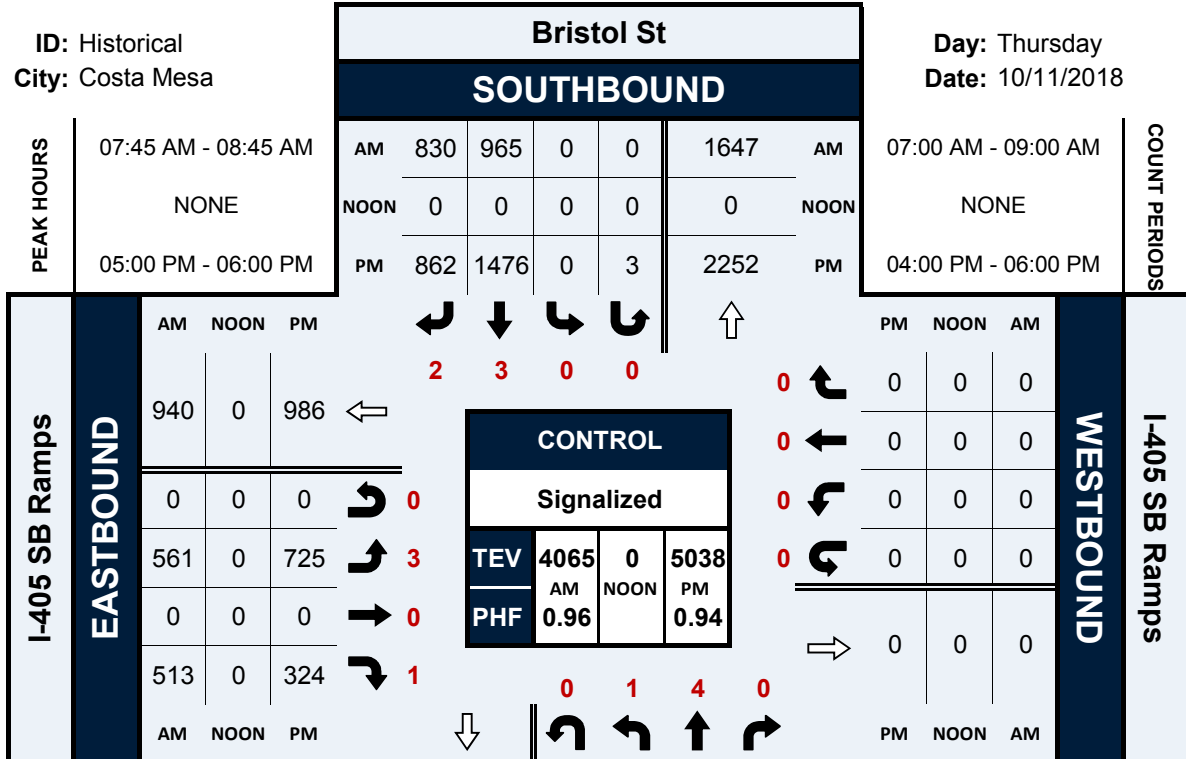 Bristol St
ID: Historical
City: Costa Mesa
Day: Thursday
Date: 10/11/2018
SOUTHBOUND
PEAK HOURS
07:45 AM - 08:45 AM
NONE
05:00 PM - 06:00 PM
AM 830 965 0 0 1647 AM
NOON 0 0 0 0 0 NOON
PM 862 1476 0 3 2252 PM
07:00 AM - 09:00 AM
NONE
04:00 PM - 06:00 PM
COUNT PERIODS
2 3 0 0
I-405 SB Ramps
EASTBOUND
AM NOON PM
940 0 986
0 0 0 0
561 0 725 3
0 0 0 0
513 0 324 1
AM NOON PM
CONTROL
Signalized
TEV 4065 0 5038
AM NOON PM
PHF 0.96 0.94
PM NOON AM
0 0 0 0
0 0 0 0
0 0 0 0
0 0 0 0
0 0 0
PM NOON AM
WESTBOUND
I-405 SB Ramps
0 1 4 0